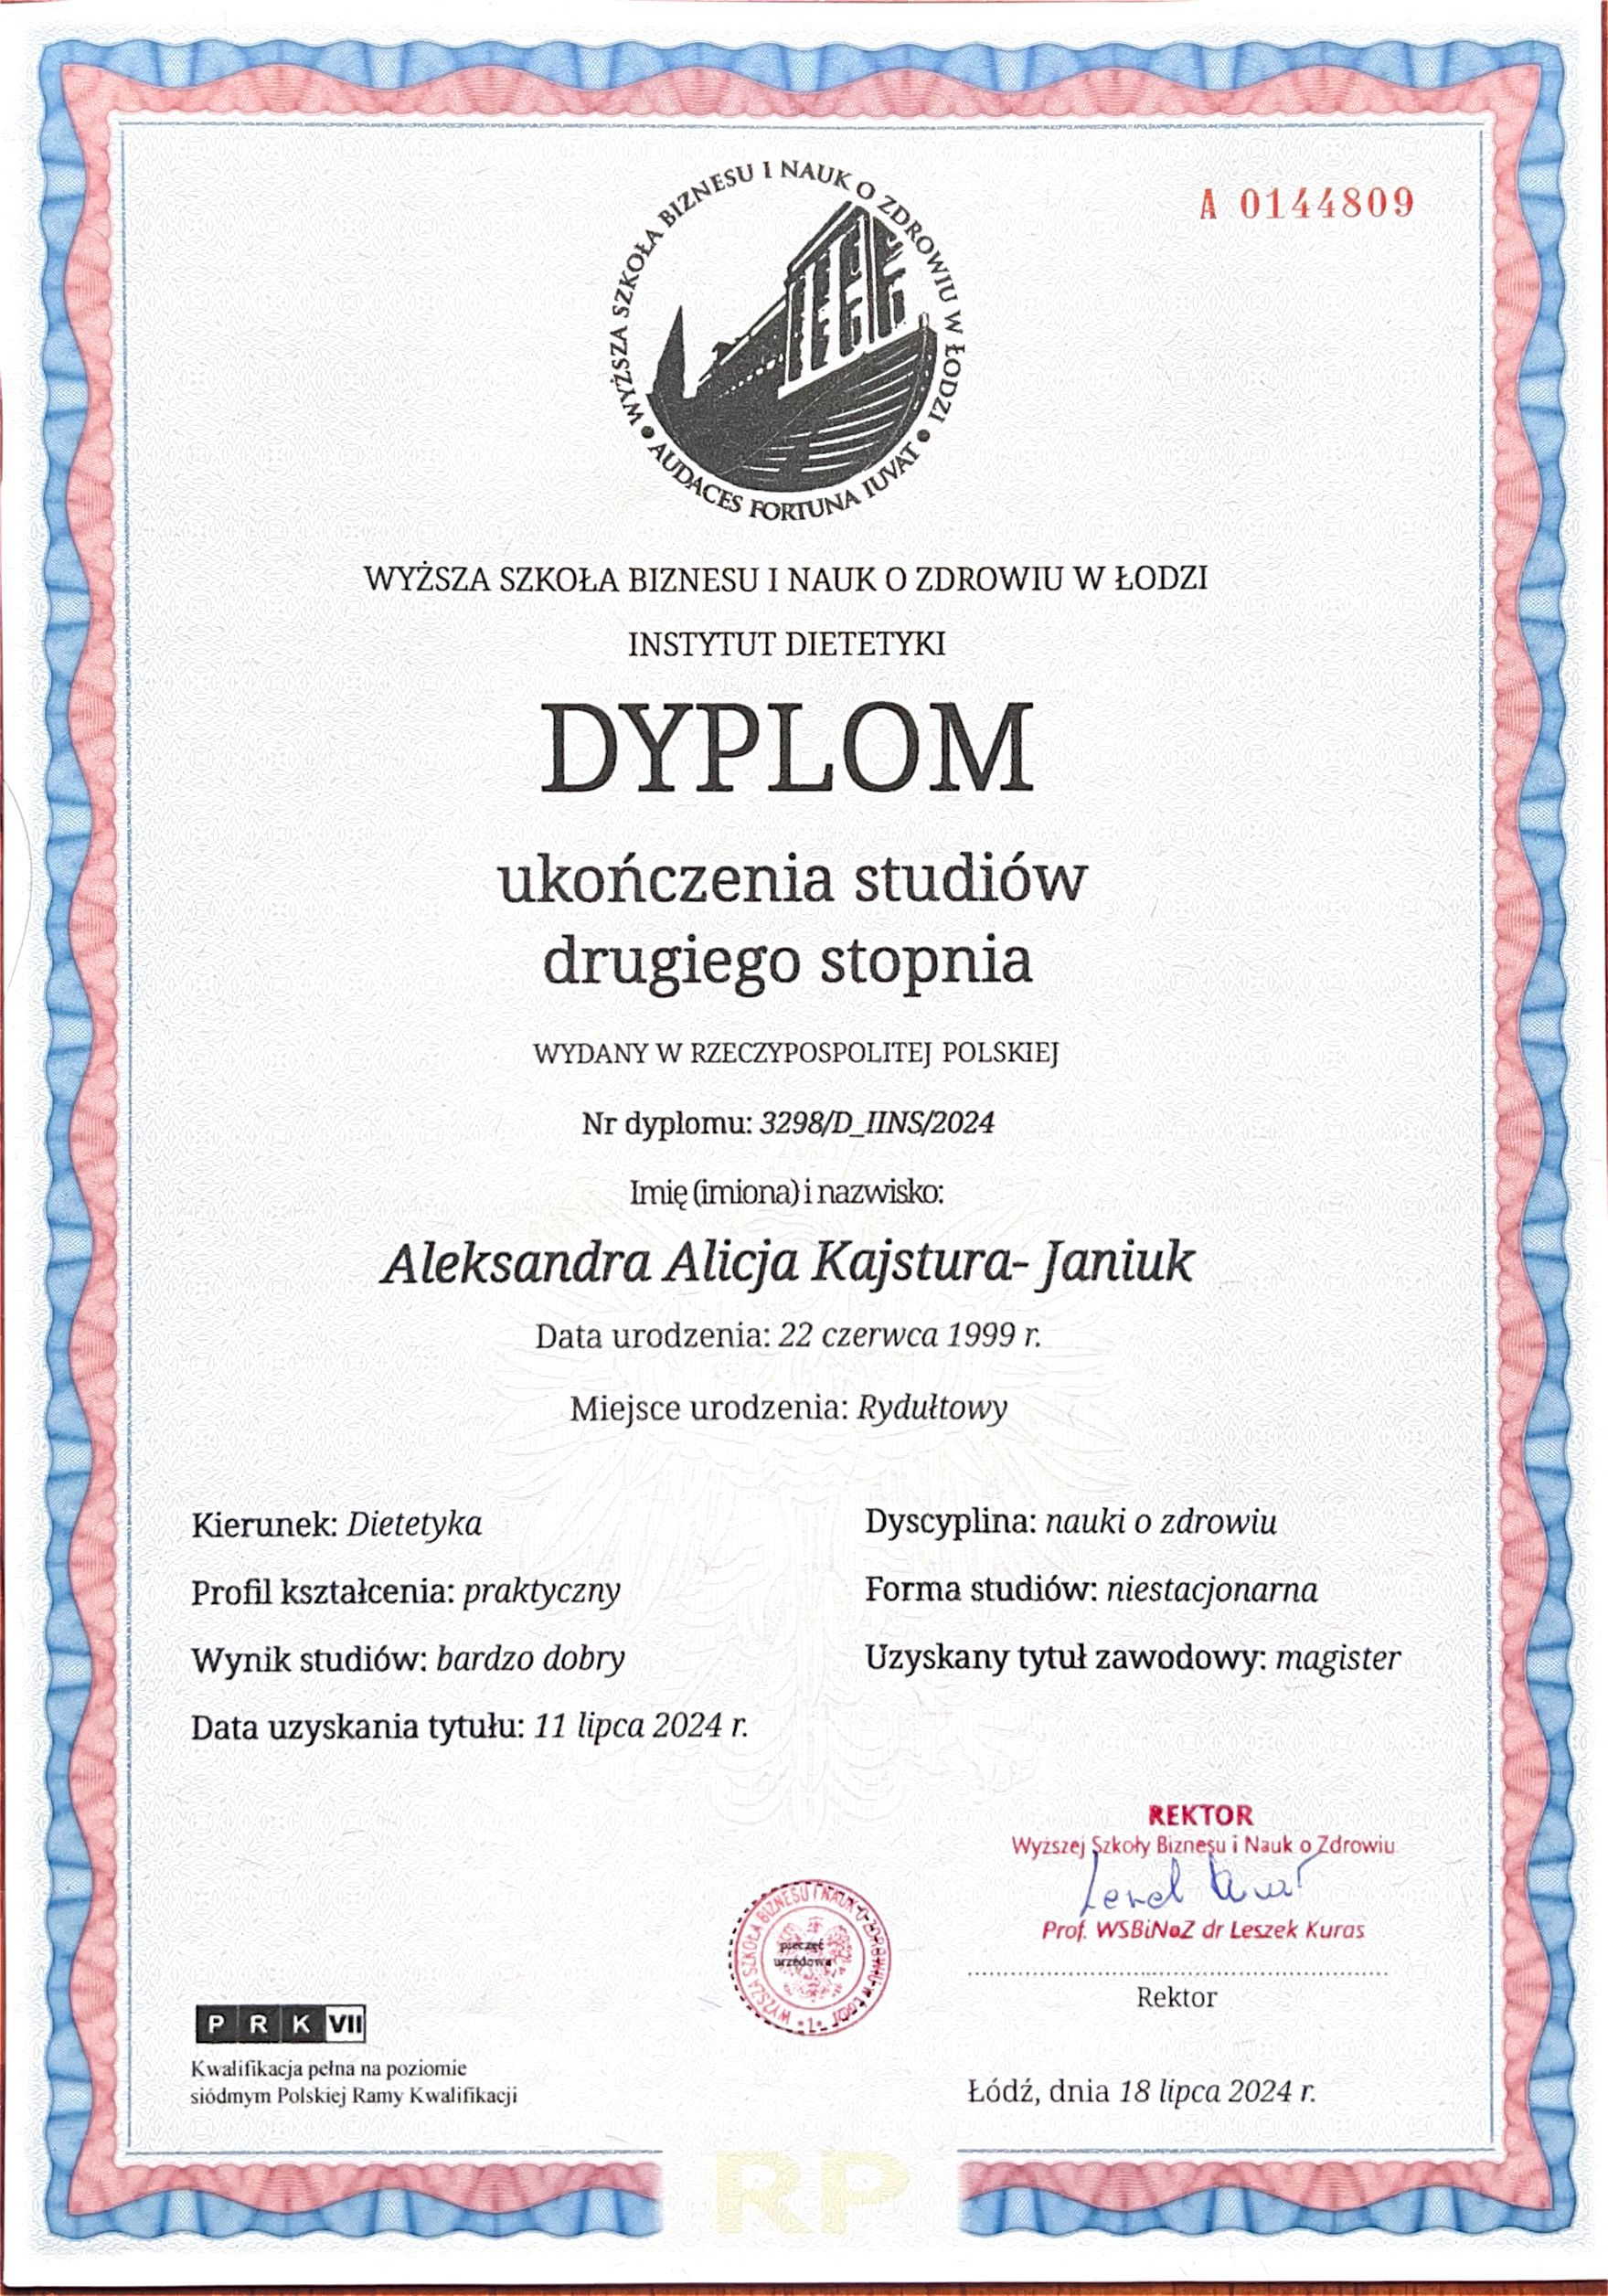 WYŻSZA SZKOŁA BIZNESU I NAUK O ZDROWIU W ŁODZI
• AUDACES FORTUNA IUVAT •
A 0144809
WYŻSZA SZKOŁA BIZNESU I NAUK O ZDROWIU W ŁODZI
INSTYTUT DIETETYKI
DYPLOM
ukończenia studiów
drugiego stopnia
WYDANY W RZECZYPOSPOLITEJ POLSKIEJ
Nr dyplomu: 3298/D_IINS/2024
Imię (imiona) i nazwisko:
Aleksandra Alicja Kajstura- Janiuk
Data urodzenia: 22 czerwca 1999 r.
Miejsce urodzenia: Rydułtowy
Kierunek: Dietetyka
Dyscyplina: nauki o zdrowiu
Profil kształcenia: praktyczny
Forma studiów: niestacjonarna
Wynik studiów: bardzo dobry
Uzyskany tytuł zawodowy: magister
Data uzyskania tytułu: 11 lipca 2024 r.
REKTOR
Wyższej Szkoły Biznesu i Nauk o Zdrowiu
Prof. WSBiNoZ dr Leszek Kuras
Rektor
WYŻSZA SZKOŁA BIZNESU I NAUK O ZDROWIU W ŁODZI
pieczęć
urzędowa
P R K VII
Kwalifikacja pełna na poziomie
siódmym Polskiej Ramy Kwalifikacji
Łódź, dnia 18 lipca 2024 r.
RP